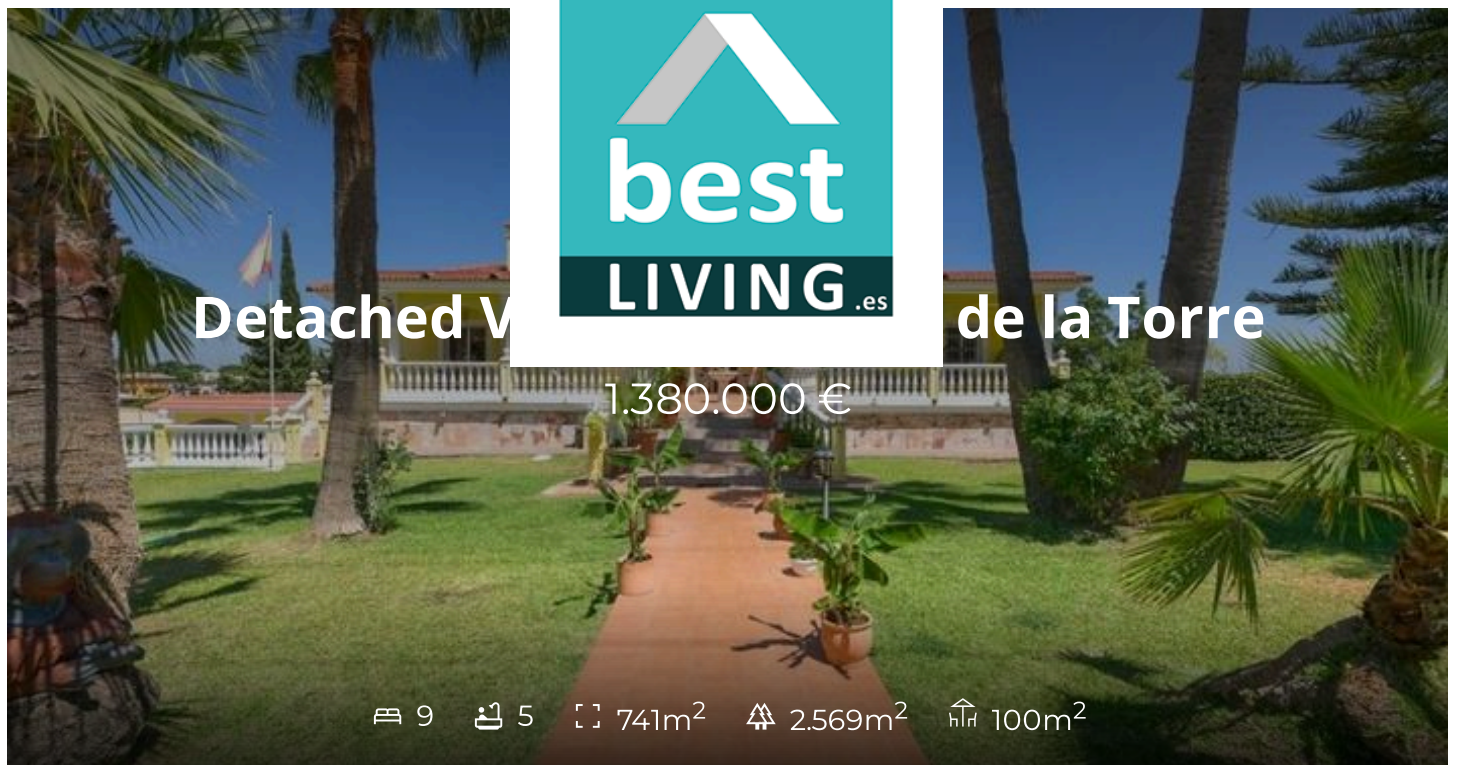 best
LIVING.es
Detached V de la Torre
1.380.000 €
9 5 741m² 2.569m² 100m²